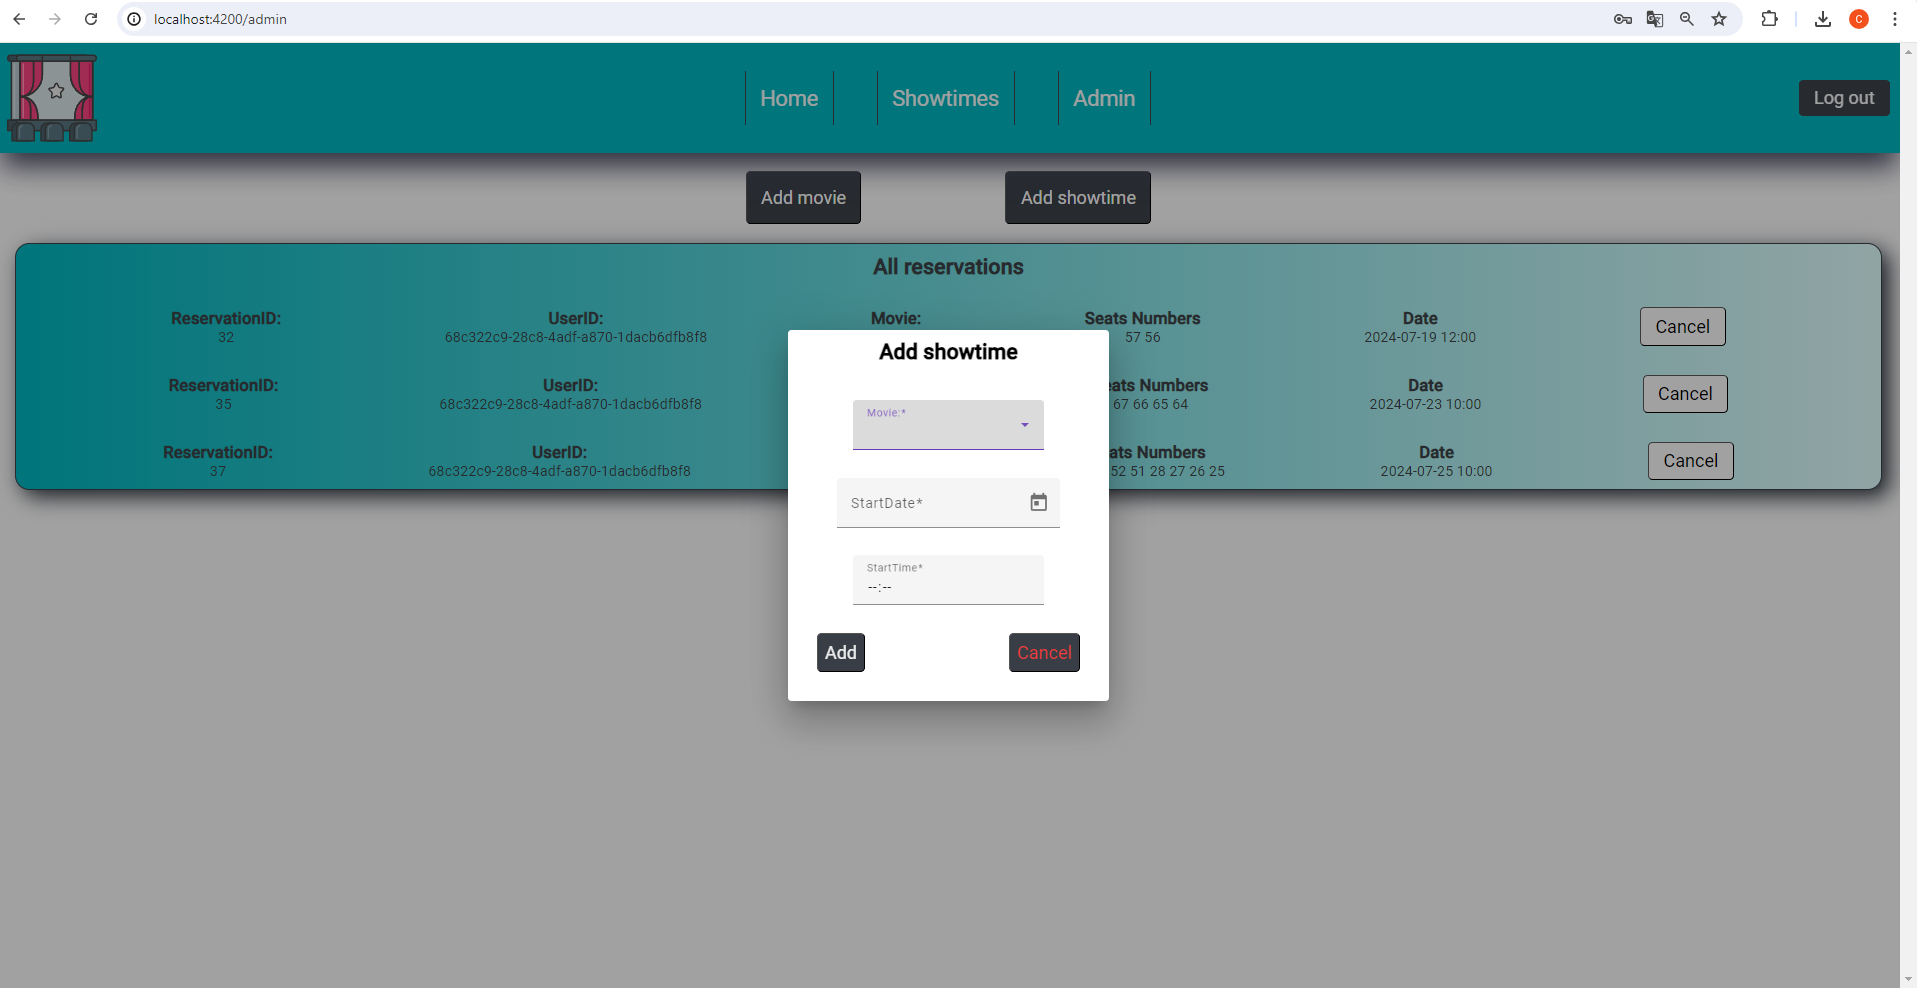 localhost:4200/admin
C
Home Showtimes Admin Log out
Add movie Add showtime
All reservations
ReservationID: UserID: Movie: Seats Numbers Date
32 68c322c9-28c8-4adf-a870-1dacb6dfb8f8 57 56 2024-07-19 12:00 Cancel
Add showtime
ReservationID: UserID: eats Numbers Date
35 68c322c9-28c8-4adf-a870-1dacb6dfb8f8 67 66 65 64 2024-07-23 10:00 Cancel
Movie:*
ReservationID: UserID: ats Numbers Date
37 68c322c9-28c8-4adf-a870-1dacb6dfb8f8 52 51 28 27 26 25 2024-07-25 10:00 Cancel
StartDate*
StartTime*
--:--
Add Cancel